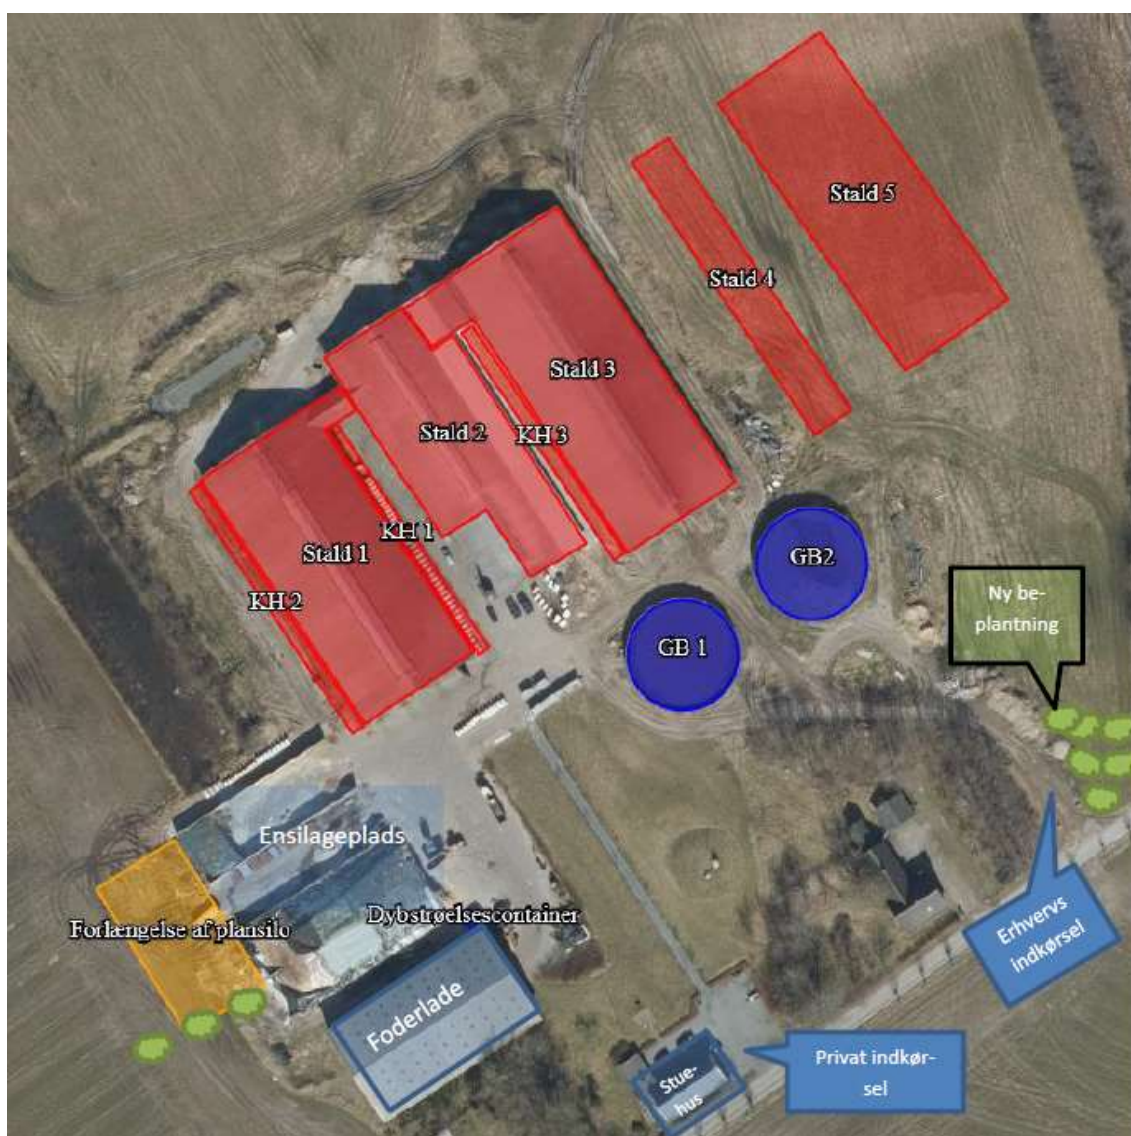 Stald 5
Stald 4
Stald 3
Stald 2
KH 3
KH 1
Stald 1
KH 2
GB2
GB 1
Ny be-
plantning
Ensilageplads
Dybstrøelsescontainer
Forlængelse af plansilo
Erhvervs
indkørsel
Foderlade
Privat indkør-
sel
Stue-
hus